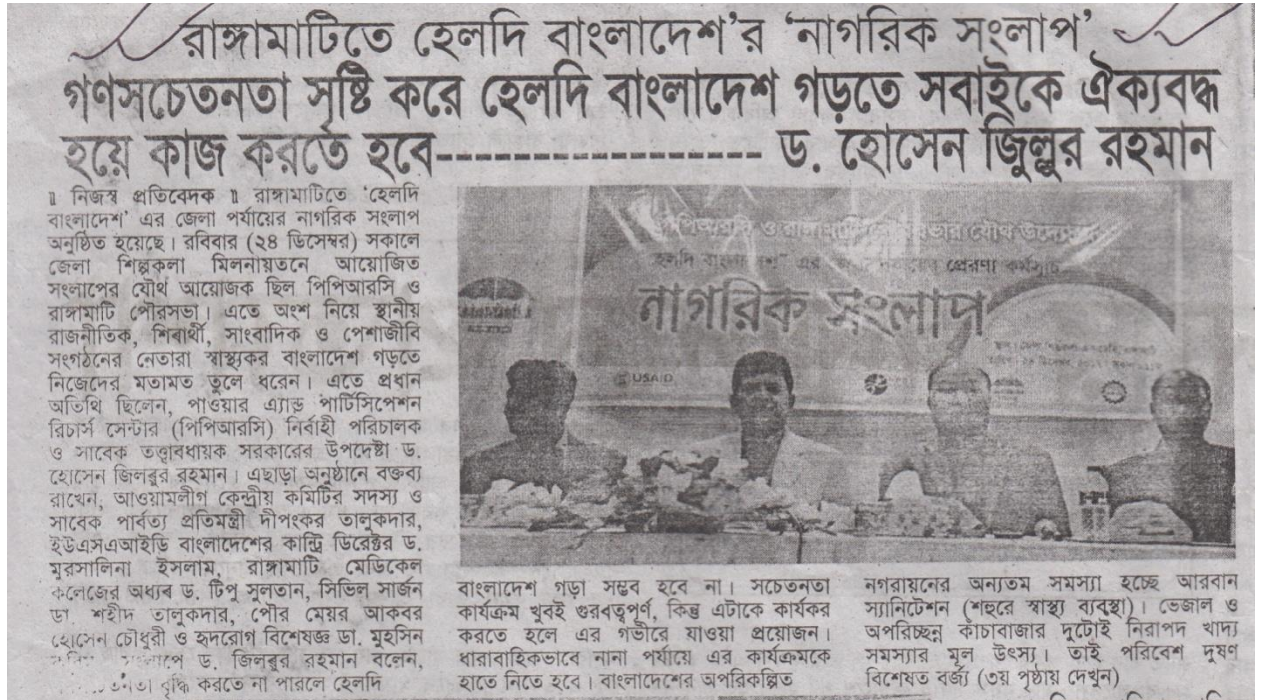 রাঙ্গামাটিতে হেলদি বাংলাদেশ’র ‘নাগরিক সংলাপ’
গণসচেতনতা সৃষ্টি করে হেলদি বাংলাদেশ গড়তে সবাইকে ঐক্যবদ্ধ
হয়ে কাজ করতে হবে------------------ ড. হোসেন জিল্লুর রহমান
॥ নিজস্ব প্রতিবেদক ॥ রাঙ্গামাটিতে ‘হেলদি
বাংলাদেশ’ এর জেলা পর্যায়ের নাগরিক সংলাপ
অনুষ্ঠিত হয়েছে। রবিবার (২৪ ডিসেম্বর) সকালে
জেলা শিল্পকলা মিলনায়তনে আয়োজিত
সংলাপের যৌথ আয়োজক ছিল পিপিআরসি ও
রাঙ্গামাটি পৌরসভা। এতে অংশ নিয়ে স্থানীয়
রাজনীতিক, শিৰার্থী, সাংবাদিক ও পেশাজীবি
সংগঠনের নেতারা স্বাস্থ্যকর বাংলাদেশ গড়তে
নিজেদের মতামত তুলে ধরেন। এতে প্রধান
অতিথি ছিলেন, পাওয়ার এ্যান্ড পার্টিসিপেশন
রিচার্স সেন্টার (পিপিআরসি) নির্বাহী পরিচালক
ও সাবেক তত্ত্বাবধায়ক সরকারের উপদেষ্টা ড.
হোসেন জিলৱুর রহমান। এছাড়া অনুষ্ঠানে বক্তব্য
রাখেন, আওয়ামলীগ কেন্দ্রীয় কমিটির সদস্য ও
সাবেক পার্বত্য প্রতিমন্ত্রী দীপংকর তালুকদার,
ইউএসএআইডি বাংলাদেশের কান্ট্রি ডিরেক্টর ড.
মুরসালিনা ইসলাম, রাঙ্গামাটি মেডিকেল
কলেজের অধ্যৰ ড. টিপু সুলতান, সিভিল সার্জন
ডা শহীদ তালুকদার, পৌর মেয়র আকবর
হোসেন চৌধুরী ও হৃদরোগ বিশেষজ্ঞ ডা. মুহসিন
ড. জিলৱুর রহমান বলেন,
বৃদ্ধি করতে না পারলে হেলদি
নাগরিক সংলাপ
USAID
বাংলাদেশ গড়া সম্ভব হবে না। সচেতনতা
কার্যক্রম খুবই গুরৱত্বপূর্ণ, কিন্তু এটাকে কার্যকর
করতে হলে এর গভীরে যাওয়া প্রয়োজন।
ধারাবাহিকভাবে নানা পর্যায়ে এর কার্যক্রমকে
হাতে নিতে হবে। বাংলাদেশের অপরিকল্পিত
নগরায়নের অন্যতম সমস্যা হচ্ছে আরবান
স্যানিটেশন (শহুরে স্বাস্থ্য ব্যবস্থা)। ভেজাল ও
অপরিচ্ছন্ন কাঁচাবাজার দুটোই নিরাপদ খাদ্য
সমস্যার মূল উৎস্য। তাই পরিবেশ দূষণ
বিশেষত বর্জ্য (৩য় পৃষ্ঠায় দেখুন)